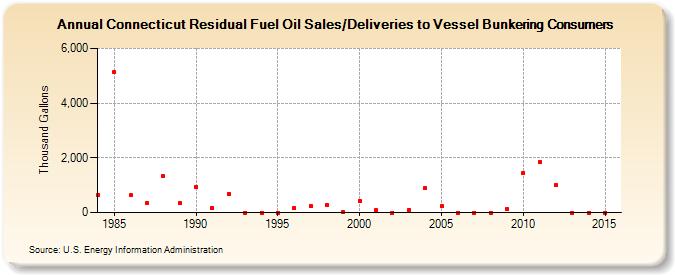 Annual Connecticut Residual Fuel Oil Sales/Deliveries to Vessel Bunkering Consumers
Thousand Gallons
6,000
4,000
2,000
0
1985 1990 1995 2000 2005 2010 2015
Source: U.S. Energy Information Administration